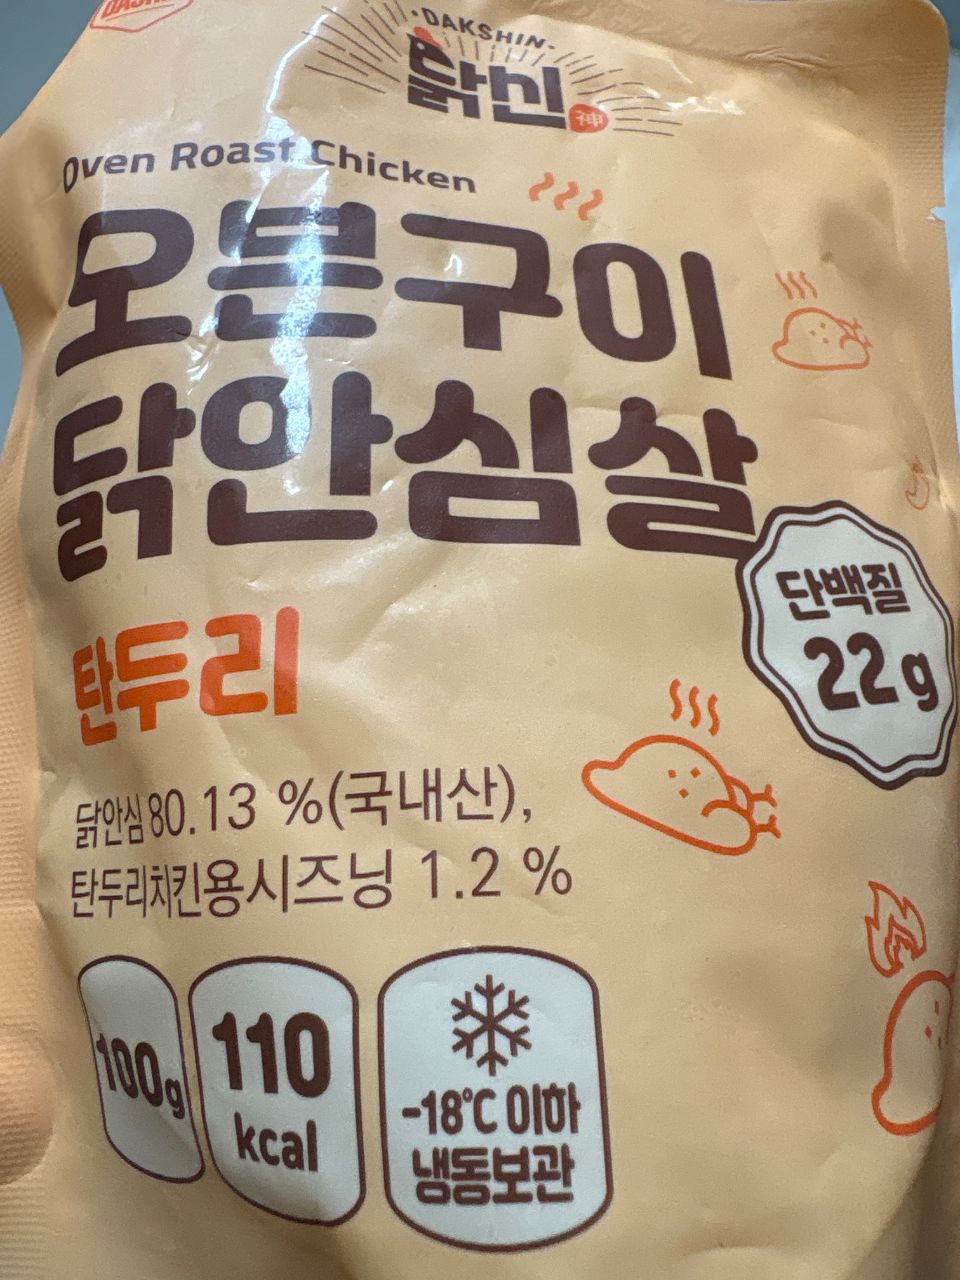 ·DAKSHIN·
닭신
神
Oven Roast Chicken
오븐구이
닭안심살
단백질
22g
탄두리
닭안심80.13 %(국내산),
탄두리치킨용시즈닝 1.2 %
100g
110
kcal
-18℃ 이하
냉동보관